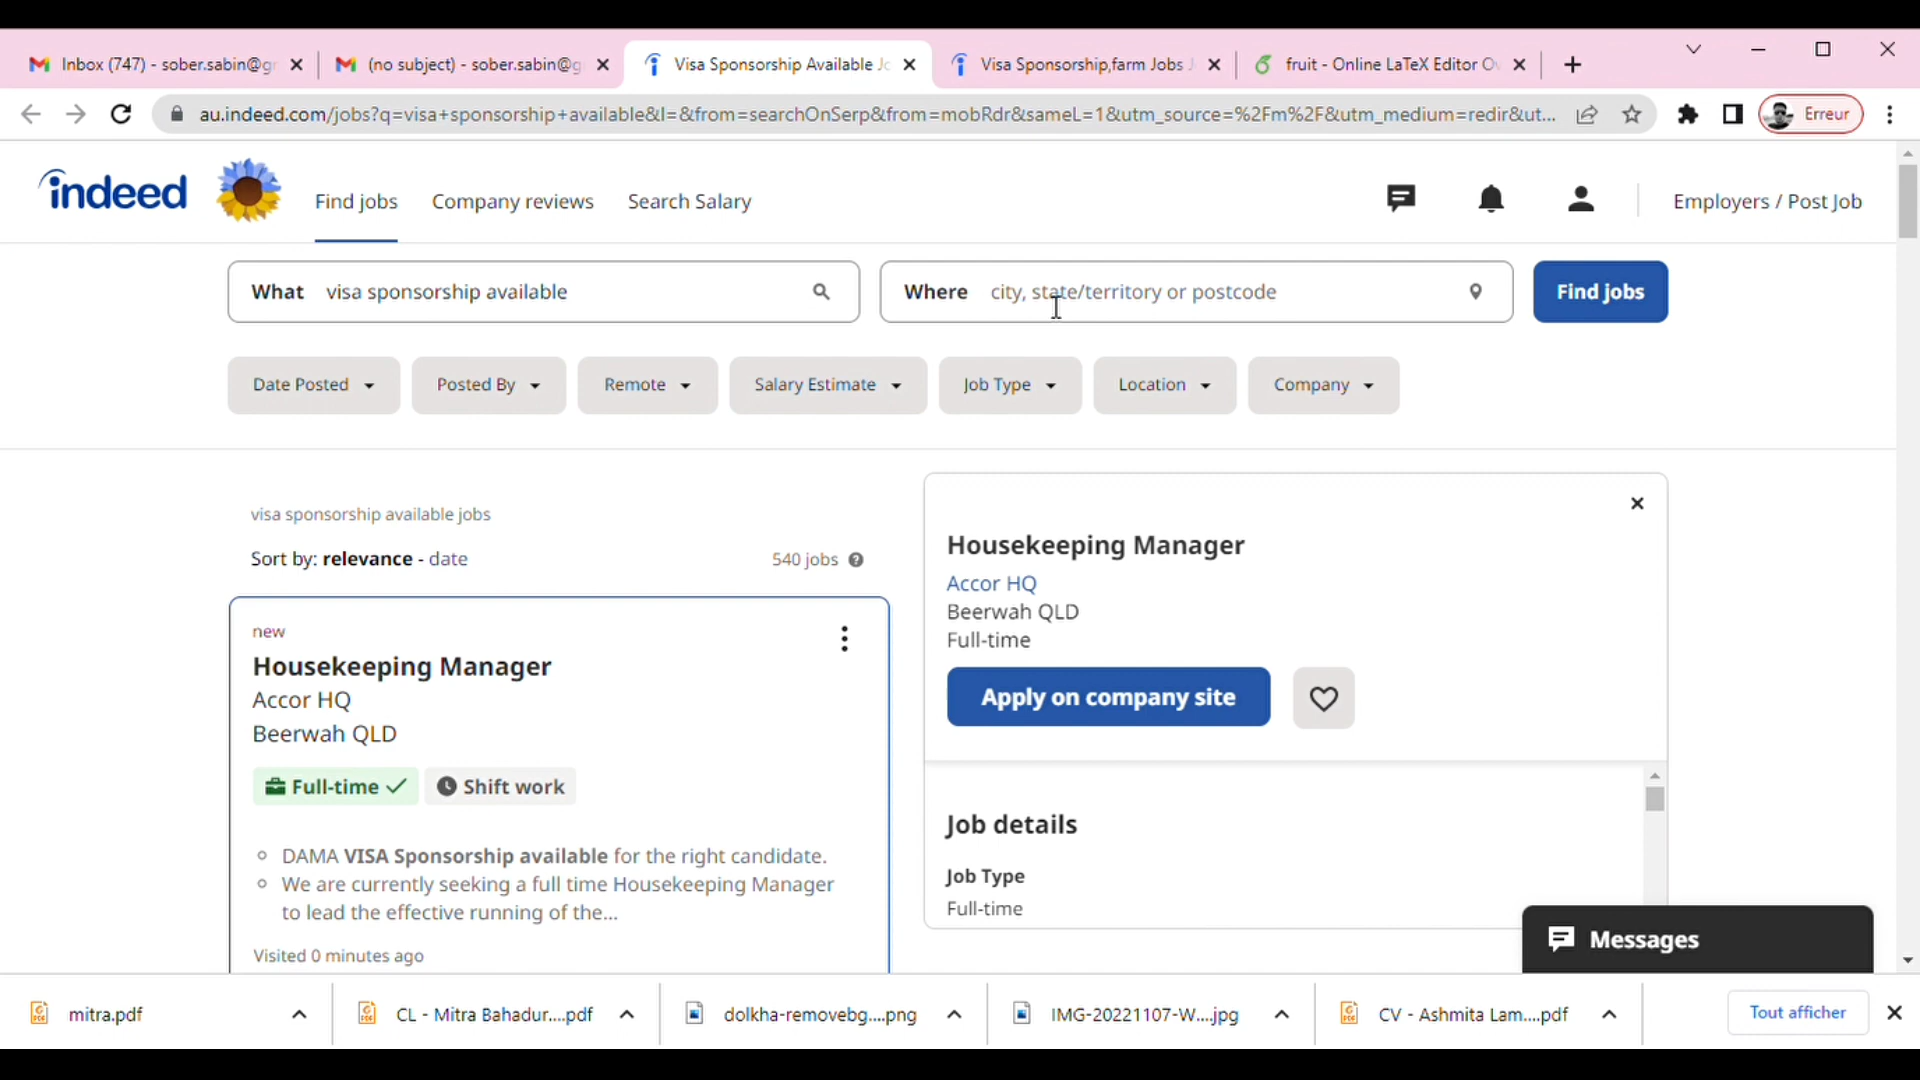 Inbox (747) - sober.sabin@gr
(no subject) - sober.sabin@g
Visa Sponsorship Available Jo
Visa Sponsorship,farm Jobs
fruit - Online LaTeX Editor Ov
au.indeed.com/jobs?q=visa+sponsorship+available&l=&from=searchOnSerp&from=mobRdr&sameL=1&utm_source=%2Fm%2F&utm_medium=redir&ut...
Erreur
indeed
Find jobs
Company reviews
Search Salary
Employers / Post Job
What visa sponsorship available
Where city, state/territory or postcode
Find jobs
Date Posted
Posted By
Remote
Salary Estimate
Job Type
Location
Company
visa sponsorship available jobs
Sort by: relevance - date
540 jobs
new
Housekeeping Manager
Accor HQ
Beerwah QLD
Full-time
Shift work
DAMA VISA Sponsorship available for the right candidate.
We are currently seeking a full time Housekeeping Manager
to lead the effective running of the...
Visited 0 minutes ago
Housekeeping Manager
Accor HQ
Beerwah QLD
Full-time
Apply on company site
Job details
Job Type
Full-time
Messages
mitra.pdf
CL - Mitra Bahadur....pdf
dolkha-removebg....png
IMG-20221107-W....jpg
CV - Ashmita Lam....pdf
Tout afficher